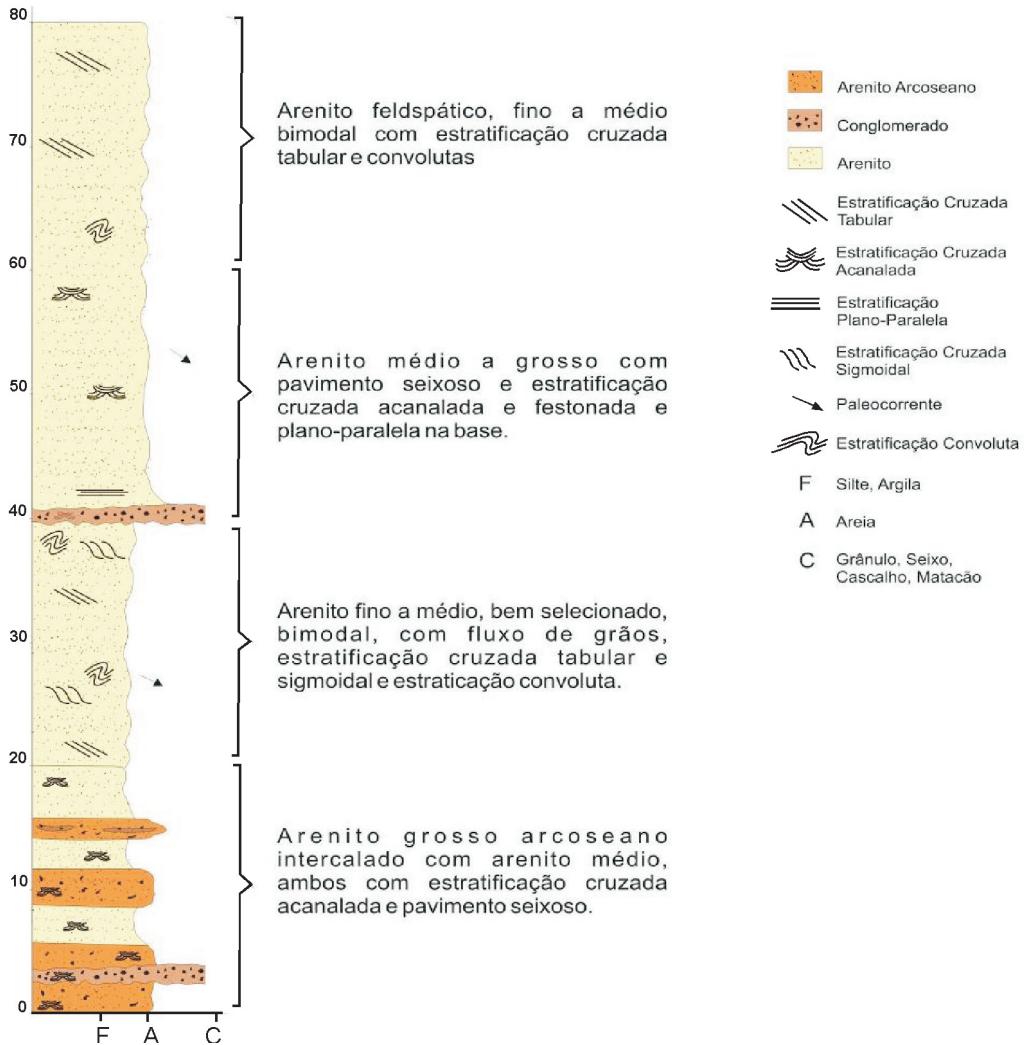 80
70
60
50
40
30
20
10
0
F A C
Arenito feldspático, fino a médio
bimodal com estratificação cruzada
tabular e convolutas
Arenito médio a grosso com
pavimento seixoso e estratificação
cruzada acanalada e festonada e
plano-paralela na base.
Arenito fino a médio, bem selecionado,
bimodal, com fluxo de grãos,
estratificação cruzada tabular e
sigmoidal e estraticação convoluta.
Arenito grosso arcoseano
intercalado com arenito médio,
ambos com estratificação cruzada
acanalada e pavimento seixoso.
Arenito Arcoseano
Conglomerado
Arenito
Estratificação Cruzada
Tabular
Estratificação Cruzada
Acanalada
Estratificação
Plano-Paralela
Estratificação Cruzada
Sigmoidal
Paleocorrente
Estratificação Convoluta
F Silte, Argila
A Areia
C Grânulo, Seixo,
Cascalho, Matacão